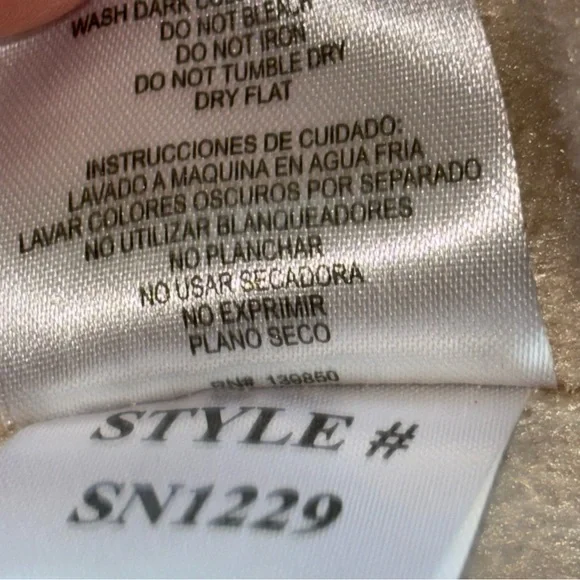 WASH DARK
DO NOT BLEACH
DO NOT IRON
DO NOT TUMBLE DRY
DRY FLAT
INSTRUCCIONES DE CUIDADO:
LAVADO A MAQUINA EN AGUA FRIA
LAVAR COLORES OSCUROS POR SEPARADO
NO UTILIZAR BLANQUEADORES
NO PLANCHAR
NO USAR SECADORA
NO EXPRIMIR
PLANO SECO
RN# 139850
STYLE #
SN1229